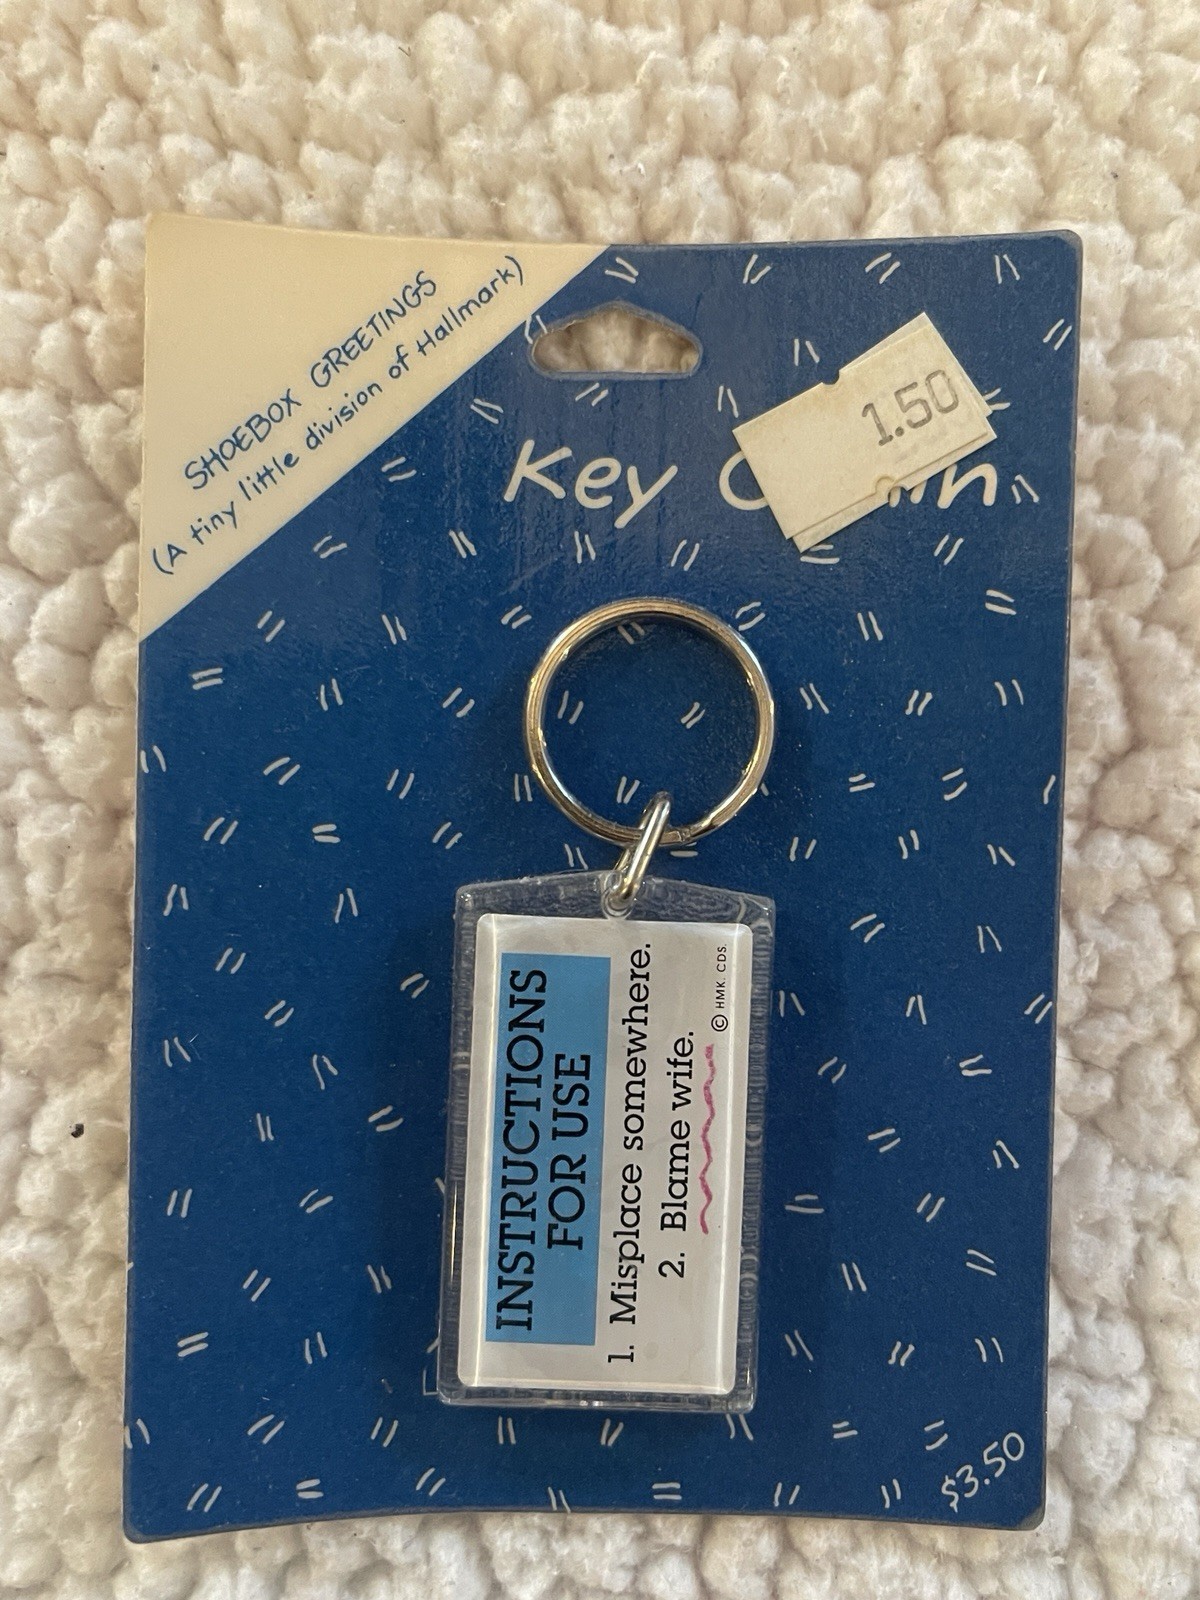 SHOEBOX GREETINGS
(A tiny little division of Hallmark)
1.50
Key
INSTRUCTIONS
FOR USE
1. Misplace somewhere.
2. Blame wife.
© HMK. CDS.
$3.50